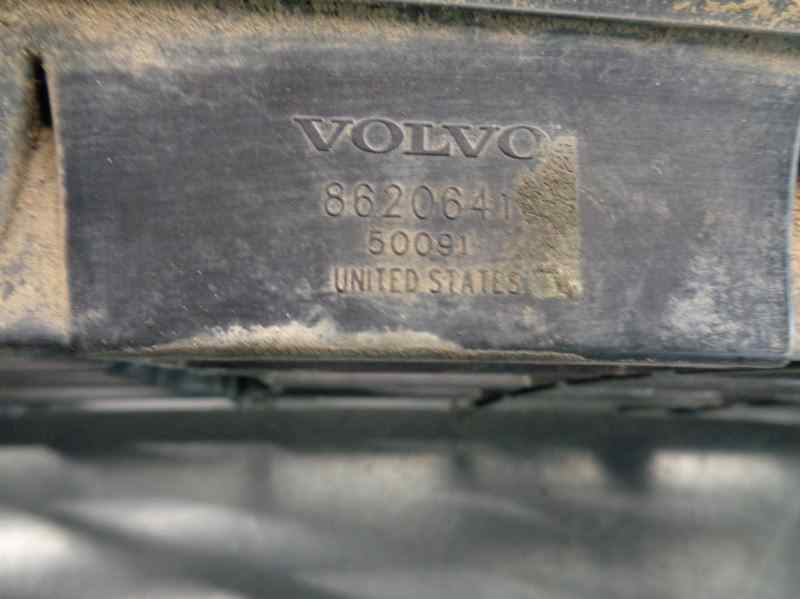 VOLVO
8620641
50091
UNITED STATES